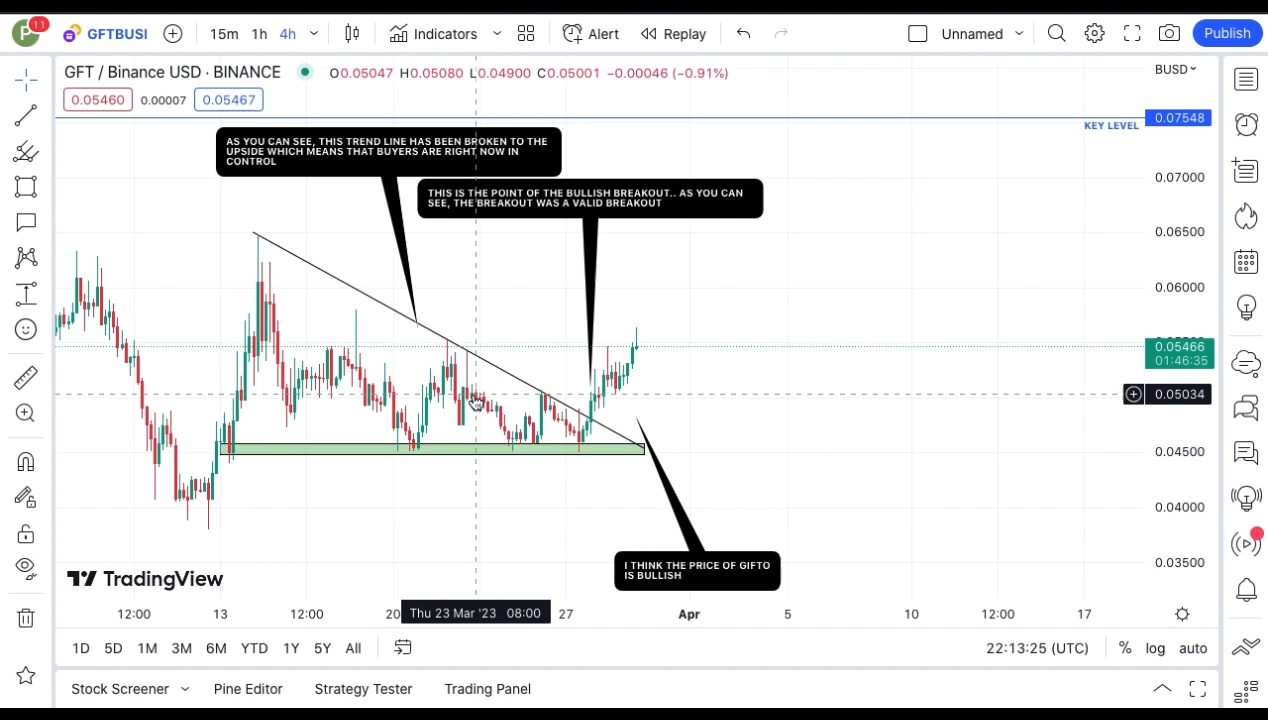 P 11 GFTBUSI 15m 1h 4h Indicators Alert Replay Unnamed Publish
GFT / Binance USD · BINANCE O0.05047 H0.05080 L0.04900 C0.05001 −0.00046 (−0.91%) BUSD
0.05460 0.00007 0.05467
0.07548
KEY LEVEL
AS YOU CAN SEE, THIS TREND LINE HAS BEEN BROKEN TO THE
UPSIDE WHICH MEANS THAT BUYERS ARE RIGHT NOW IN
CONTROL
0.07000
THIS IS THE POINT OF THE BULLISH BREAKOUT.. AS YOU CAN
SEE, THE BREAKOUT WAS A VALID BREAKOUT
0.06500
0.06000
0.05466
01:46:35
0.05034
0.04500
0.04000
0.03500
I THINK THE PRICE OF GIFTO
IS BULLISH
TradingView
12:00 13 12:00 20 Thu 23 Mar '23 08:00 27 Apr 5 10 12:00 17
1D 5D 1M 3M 6M YTD 1Y 5Y All 22:13:25 (UTC) % log auto
Stock Screener Pine Editor Strategy Tester Trading Panel